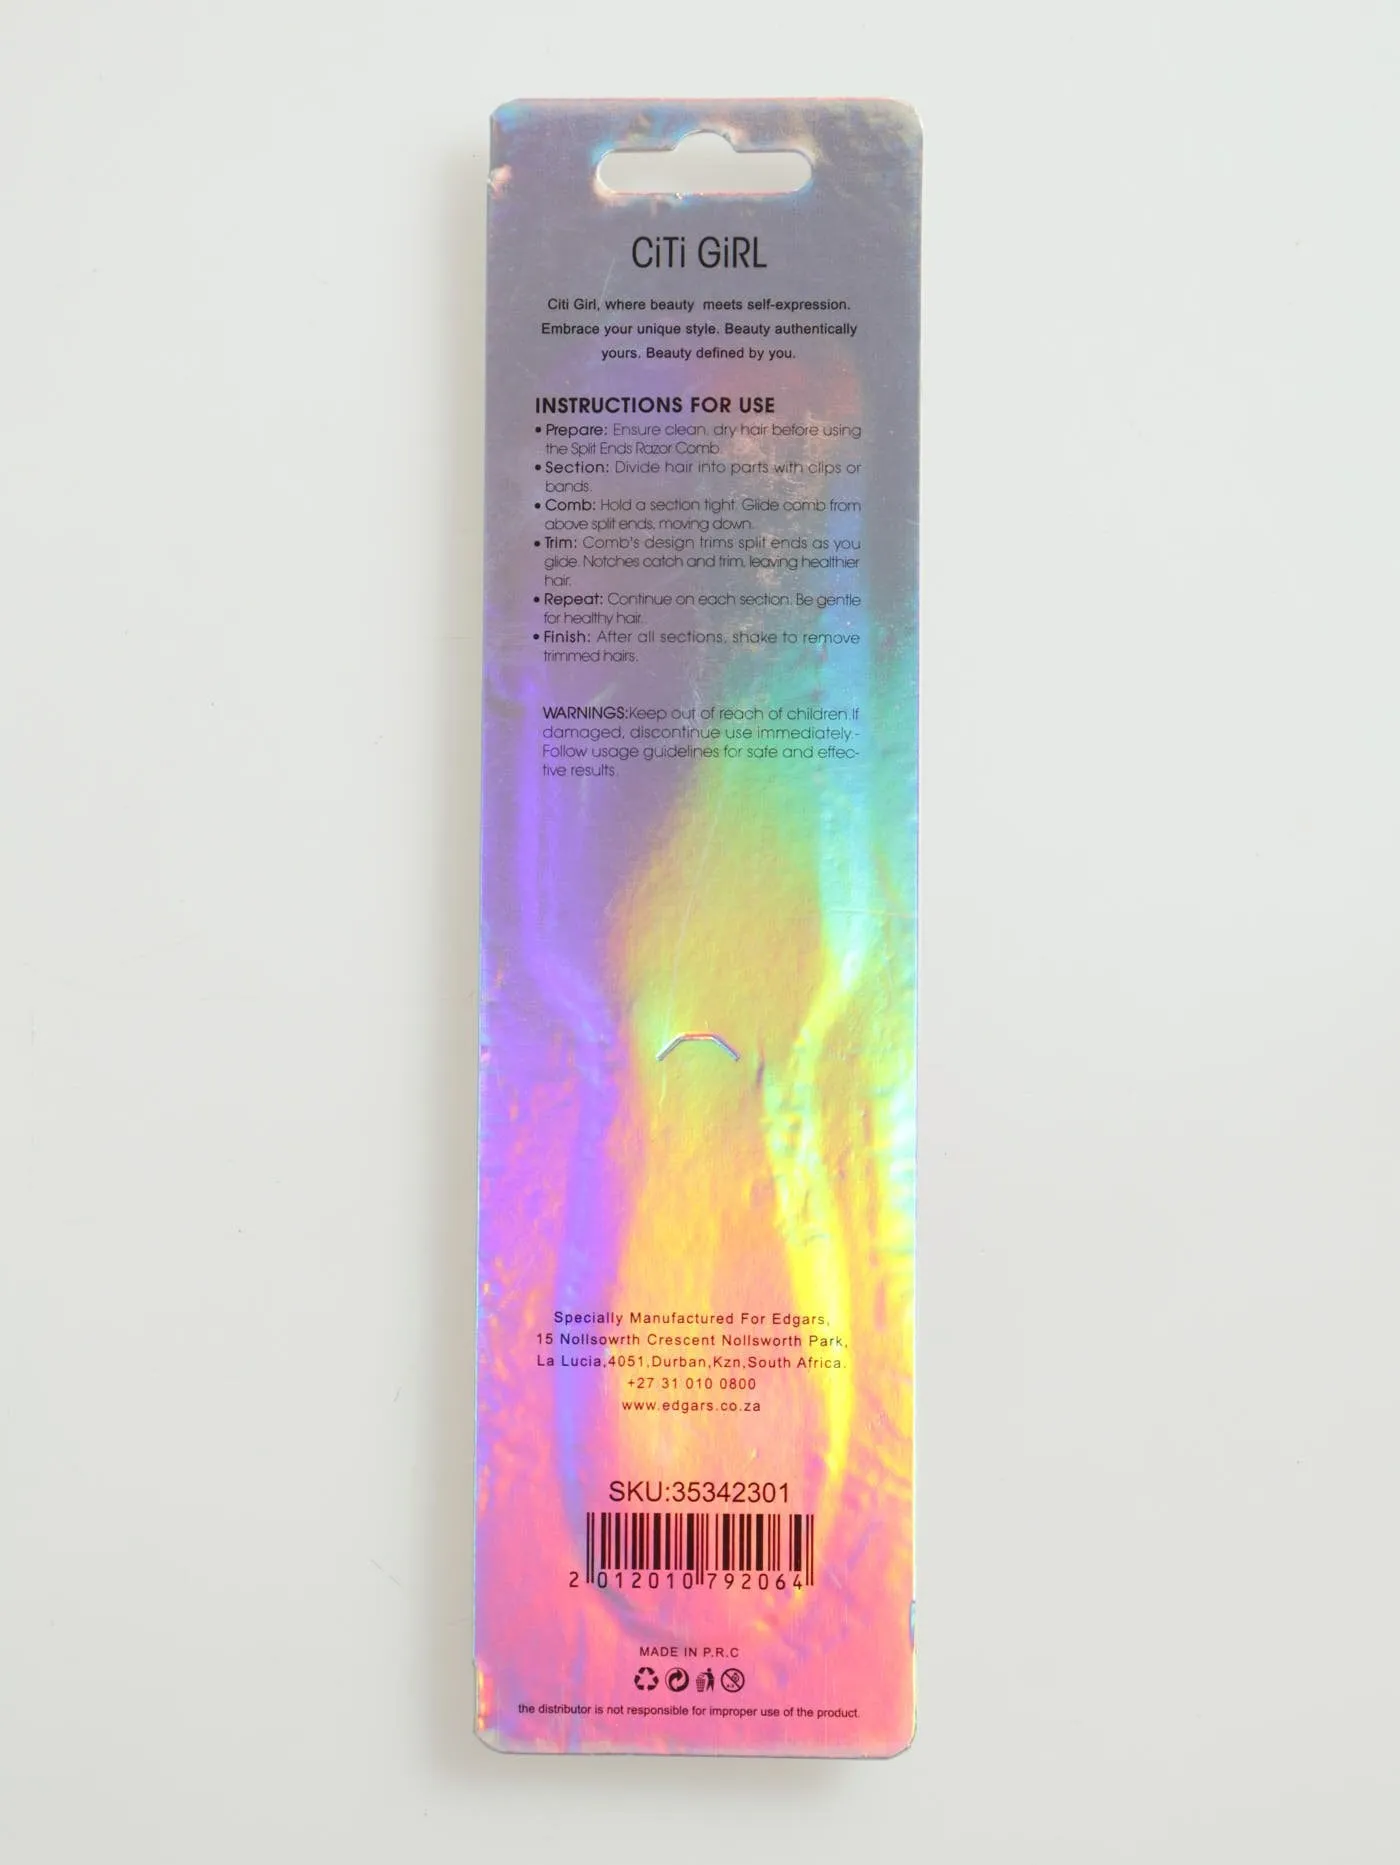 CiTi GiRL
Citi Girl, where beauty meets self-expression.
Embrace your unique style. Beauty authentically
yours. Beauty defined by you.
INSTRUCTIONS FOR USE
• Prepare: Ensure clean, dry hair before using
the Split Ends Razor Comb.
• Section: Divide hair into parts with clips or
bands.
• Comb: Hold a section tight. Glide comb from
above split ends, moving down.
• Trim: Comb's design trims split ends as you
glide. Notches catch and trim, leaving healthier
hair.
• Repeat: Continue on each section. Be gentle
for healthy hair.
• Finish: After all sections, shake to remove
trimmed hairs.
WARNINGS:Keep out of reach of children.If
damaged, discontinue use immediately.-
Follow usage guidelines for safe and effec-
tive results.
Specially Manufactured For Edgars,
15 Nollsowrth Crescent Nollsworth Park,
La Lucia,4051,Durban,Kzn,South Africa.
+27 31 010 0800
www.edgars.co.za
SKU:35342301
2 012010 792064
MADE IN P.R.C
the distributor is not responsible for improper use of the product.